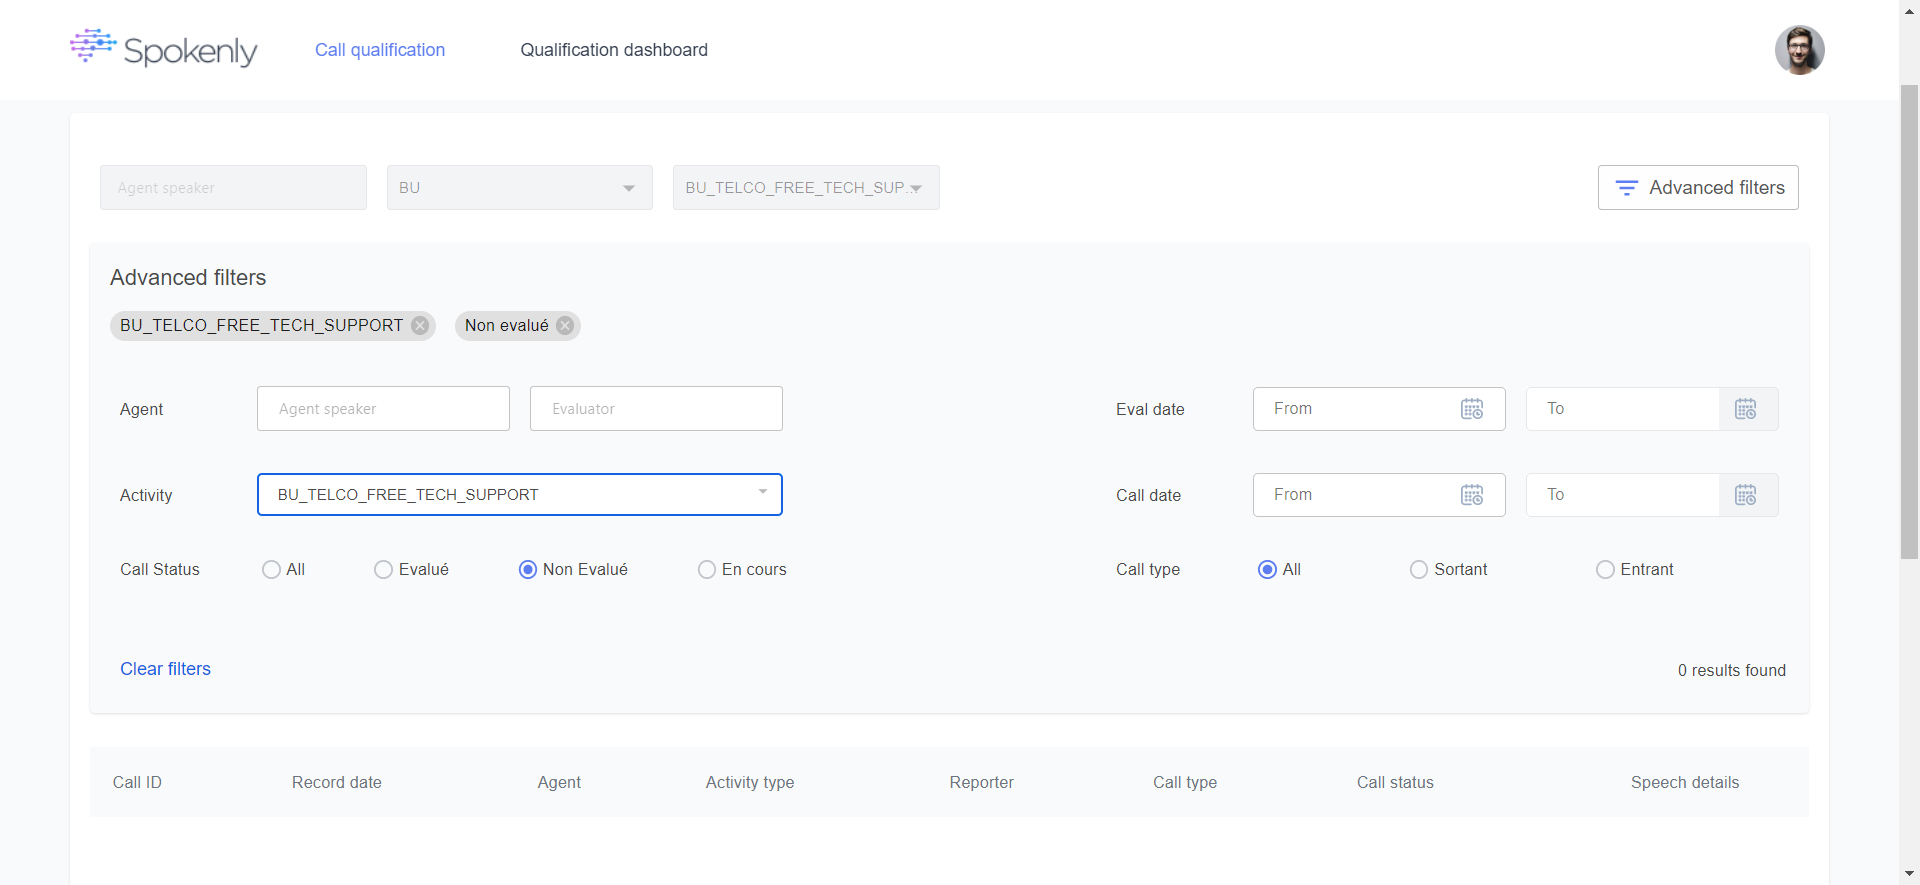 Spokenly Call qualification Qualification dashboard
Agent speaker BU BU_TELCO_FREE_TECH_SUP... Advanced filters
Advanced filters
BU_TELCO_FREE_TECH_SUPPORT Non evalué
Agent Agent speaker Evaluator Eval date From To
Activity BU_TELCO_FREE_TECH_SUPPORT Call date From To
Call Status All Evalué Non Evalué En cours Call type All Sortant Entrant
Clear filters 0 results found
Call ID Record date Agent Activity type Reporter Call type Call status Speech details